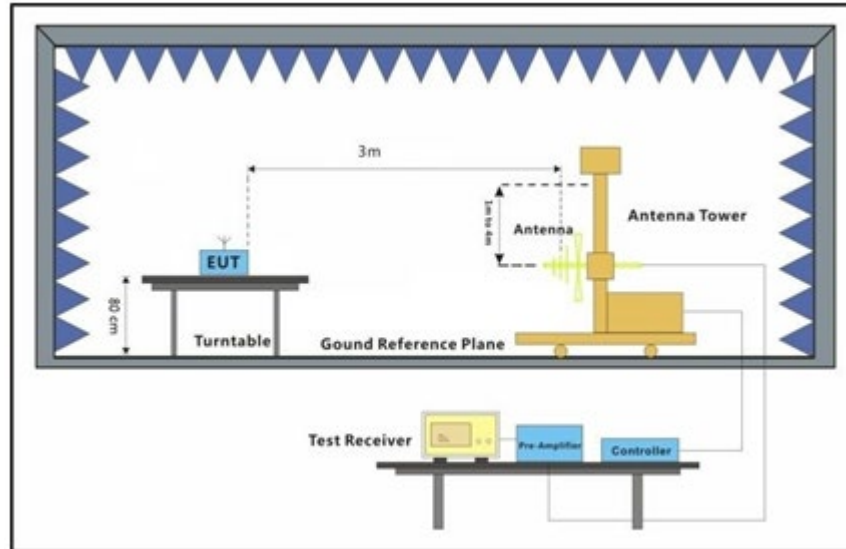 3m
1m to 4m
Antenna
Antenna Tower
EUT
80 cm
Turntable
Gound Reference Plane
Test Receiver
Pre-Amplifier
Controller